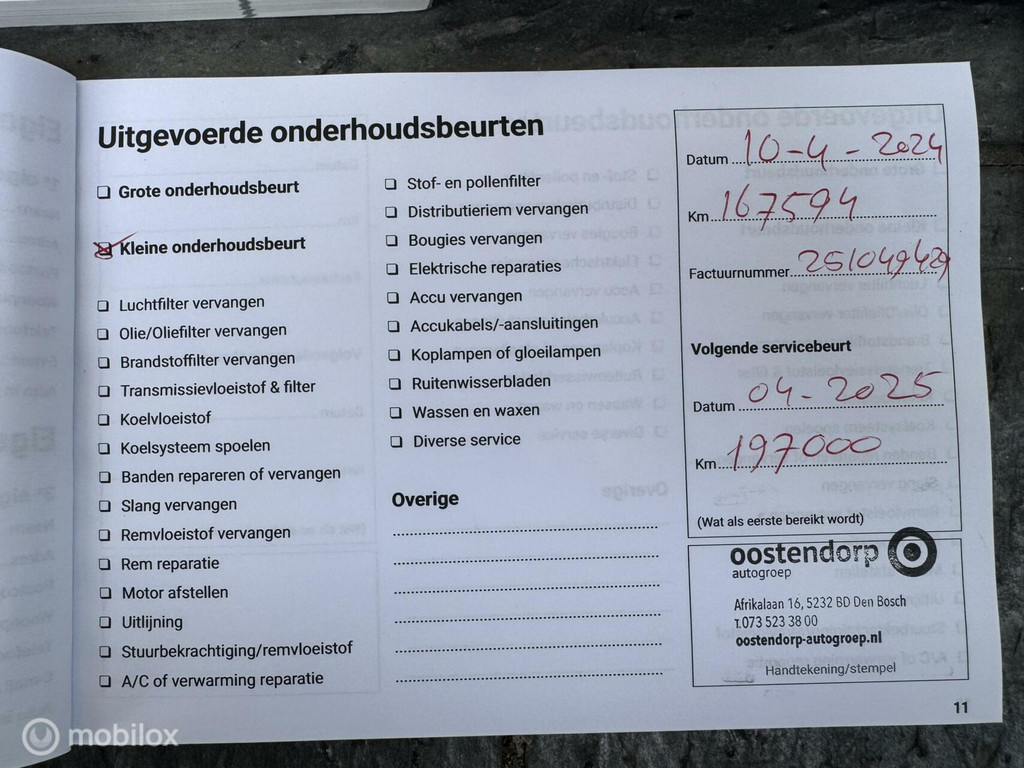 Uitgevoerde onderhoudsbeurten
Grote onderhoudsbeurt
Kleine onderhoudsbeurt
Luchtfilter vervangen
Olie/Oliefilter vervangen
Brandstoffilter vervangen
Transmissievloeistof & filter
Koelvloeistof
Koelsysteem spoelen
Banden repareren of vervangen
Slang vervangen
Remvloeistof vervangen
Rem reparatie
Motor afstellen
Uitlijning
Stuurbekrachtiging/remvloeistof
A/C of verwarming reparatie
Stof- en pollenfilter
Distributieriem vervangen
Bougies vervangen
Elektrische reparaties
Accu vervangen
Accukabels/-aansluitingen
Koplampen of gloeilampen
Ruitenwisserbladen
Wassen en waxen
Diverse service
Overige
Datum 10-4-2024
Km 167594
Factuurnummer 251049429
Volgende servicebeurt
Datum 04-2025
Km 197000
(Wat als eerste bereikt wordt)
oostendorp
autogroep
Afrikalaan 16, 5232 BD Den Bosch
T.073 523 38 00
oostendorp-autogroep.nl
Handtekening/stempel
11
mobilox